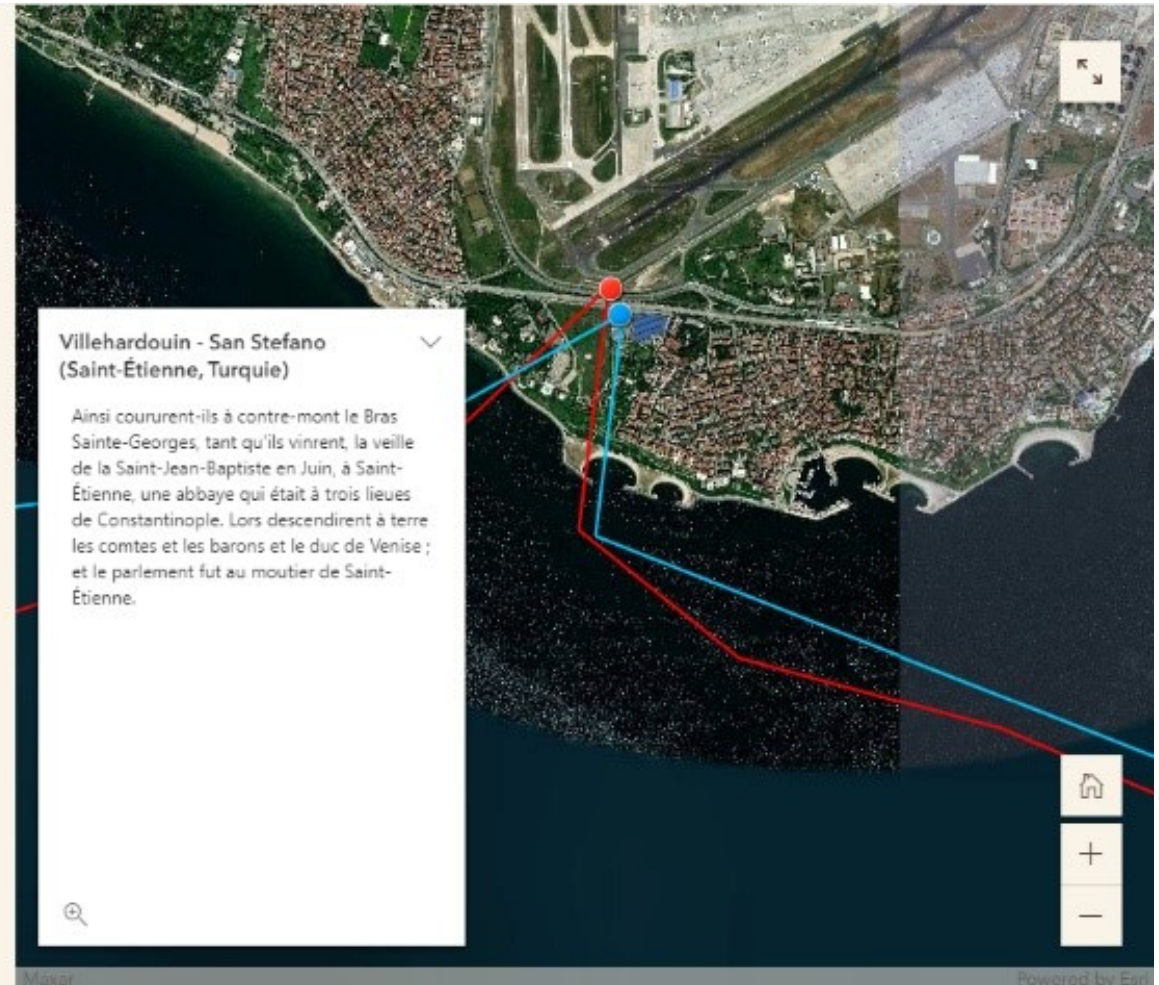 Villehardouin - San Stefano
(Saint-Étienne, Turquie)
Ainsi coururent-ils à contre-mont le Bras
Sainte-Georges, tant qu'ils vinrent, la veille
de la Saint-Jean-Baptiste en Juin, à Saint-
Étienne, une abbaye qui était à trois lieues
de Constantinople. Lors descendirent à terre
les comtes et les barons et le duc de Venise ;
et le parlement fut au moutier de Saint-
Étienne.
Maxar
Powered by Esri